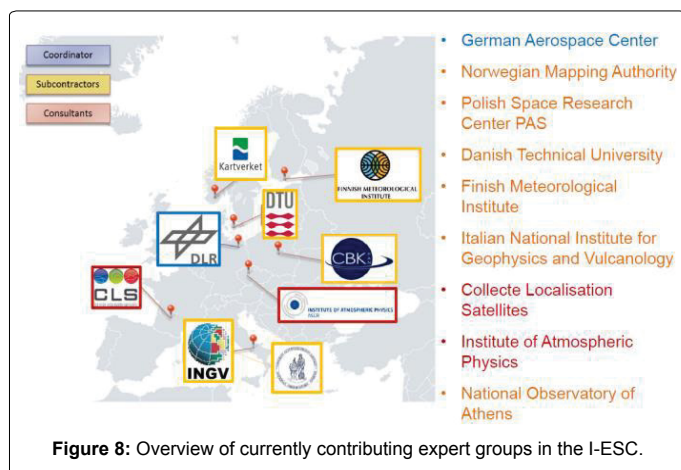 Coordinator
Subcontractors
Consultants
Kartverket
FINNISH METEOROLOGICAL
INSTITUTE
DTU
DLR
CBK
CLS
INSTITUTE OF ATMOSPHERIC PHYSICS
INGV
• German Aerospace Center
• Norwegian Mapping Authority
• Polish Space Research
Center PAS
• Danish Technical University
• Finish Meteorological
Institute
• Italian National Institute for
Geophysics and Vulcanology
• Collecte Localisation
Satellites
• Institute of Atmospheric
Physics
• National Observatory of
Athens
Figure 8: Overview of currently contributing expert groups in the I-ESC.